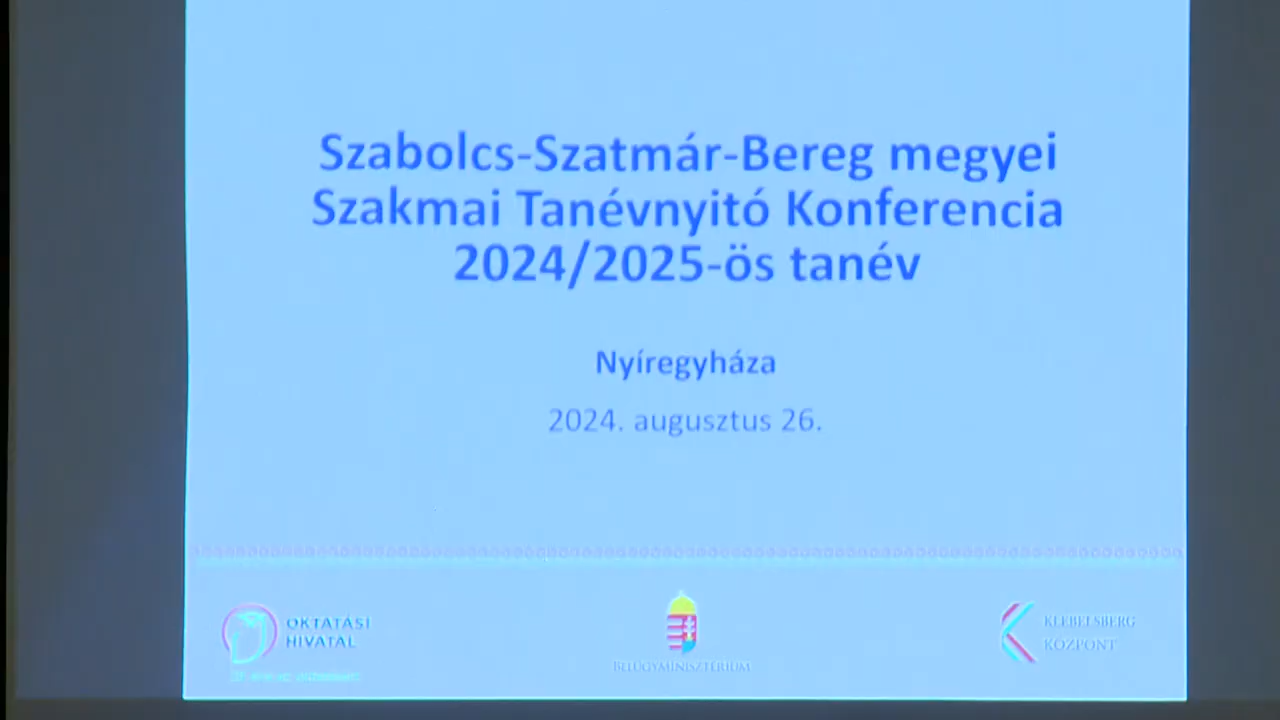 Szabolcs-Szatmár-Bereg megyei
Szakmai Tanévnyitó Konferencia
2024/2025-ös tanév
Nyíregyháza
2024. augusztus 26.
OKTATÁSI
HIVATAL
BELÜGYMINISZTÉRIUM
KLEBELSBERG
KÖZPONT